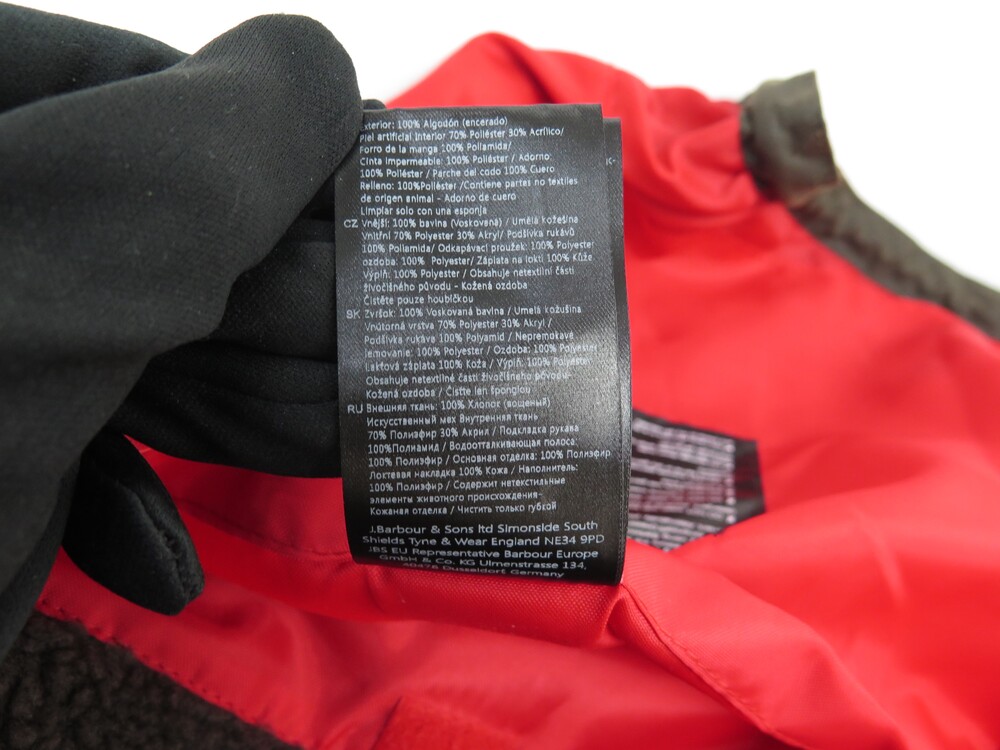 xterior: 100% Algodón (encerado)
Piel artificial Interior 70% Poliéster 30% Acrílico/
Forro de la manga 100% Poliamida/
Cinta Impermeable: 100% Poliéster / Adorno:
100% Poliéster / Parche del codo 100% Cuero
Relleno: 100%Poliéster /Contiene partes no textiles
de origen animal - Adorno de cuero
Limpiar solo con una esponja
CZ Vnější: 100% bavlna (Voskovaná) / Umělá kožešina
Vnitřní 70% Polyester 30% Akryl/ Podšívka rukávů
100% Poliamida/ Odkapávací proužek: 100% Polyester
ozdoba: 100% Polyester/ Záplata na lokti 100% Kůže
Výplň: 100% Polyester / Obsahuje netextilní části
živočišného původu - Kožená ozdoba
Čistěte pouze houbičkou
SK Zvršok: 100% Voskovaná bavlna / Umelá kožušina
Vnútorná vrstva 70% Polyester 30% Akryl /
Podšívka rukáva 100% Polyamid / Nepremokavé
lemovanie: 100% Polyester / Ozdoba: 100% Polyester
Lakťová záplata 100% Koža / Výplň: 100% Polyester
Obsahuje netextilné časti živočíšneho pôvodu-
Kožená ozdoba / Čistite len špongiou
RU Внешняя ткань: 100% Хлопок (вощеный)
Искусственный мех Внутренняя ткань
70% Полиэфир 30% Акрил / Подкладка рукава
100%Полиамид / Водоотталкивающая полоса:
100% Полиэфир / Основная отделка: 100% Полиэфир
Локтевая накладка 100% Кожа / Наполнитель:
100% Полиэфир / Содержит нетекстильные
элементы животного происхождения-
Кожаная отделка / Чистить только губкой
J.Barbour & Sons ltd Simonside South
Shields Tyne & Wear England NE34 9PD
JBS EU Representative Barbour Europe
GmbH & Co. KG Ulmenstrasse 134,
40476 Dusseldorf Germany